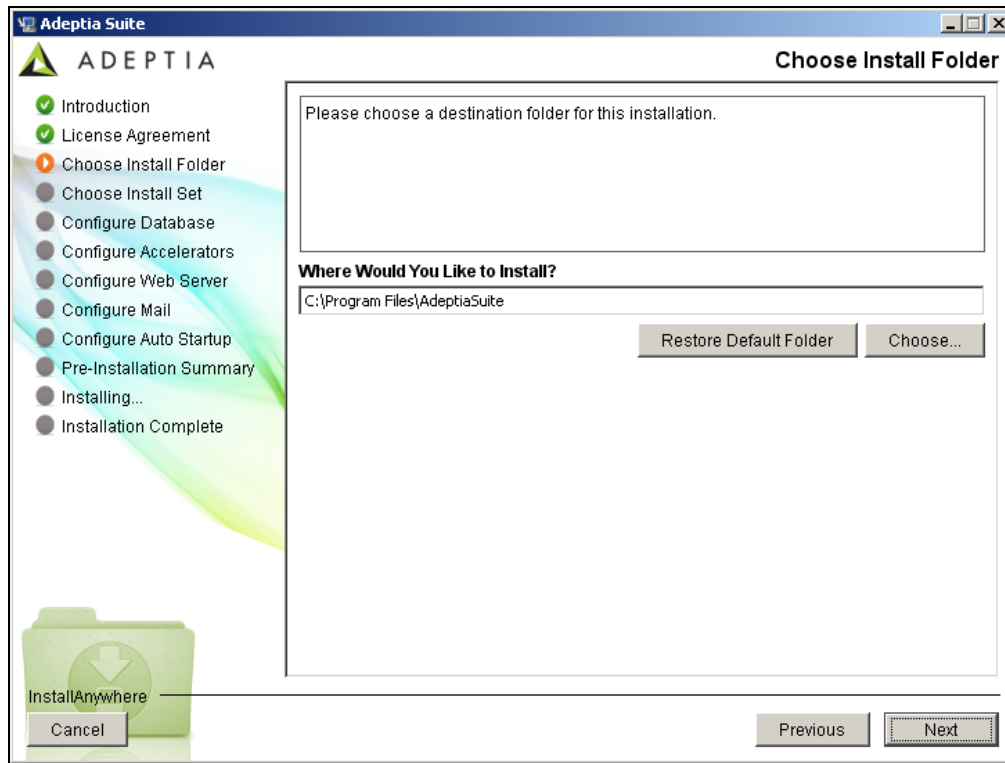 Adeptia Suite
ADEPTIA
Choose Install Folder
Introduction
License Agreement
Choose Install Folder
Choose Install Set
Configure Database
Configure Accelerators
Configure Web Server
Configure Mail
Configure Auto Startup
Pre-Installation Summary
Installing...
Installation Complete
Please choose a destination folder for this installation.
Where Would You Like to Install?
C:\Program Files\AdeptiaSuite
Restore Default Folder
Choose...
InstallAnywhere
Cancel
Previous
Next